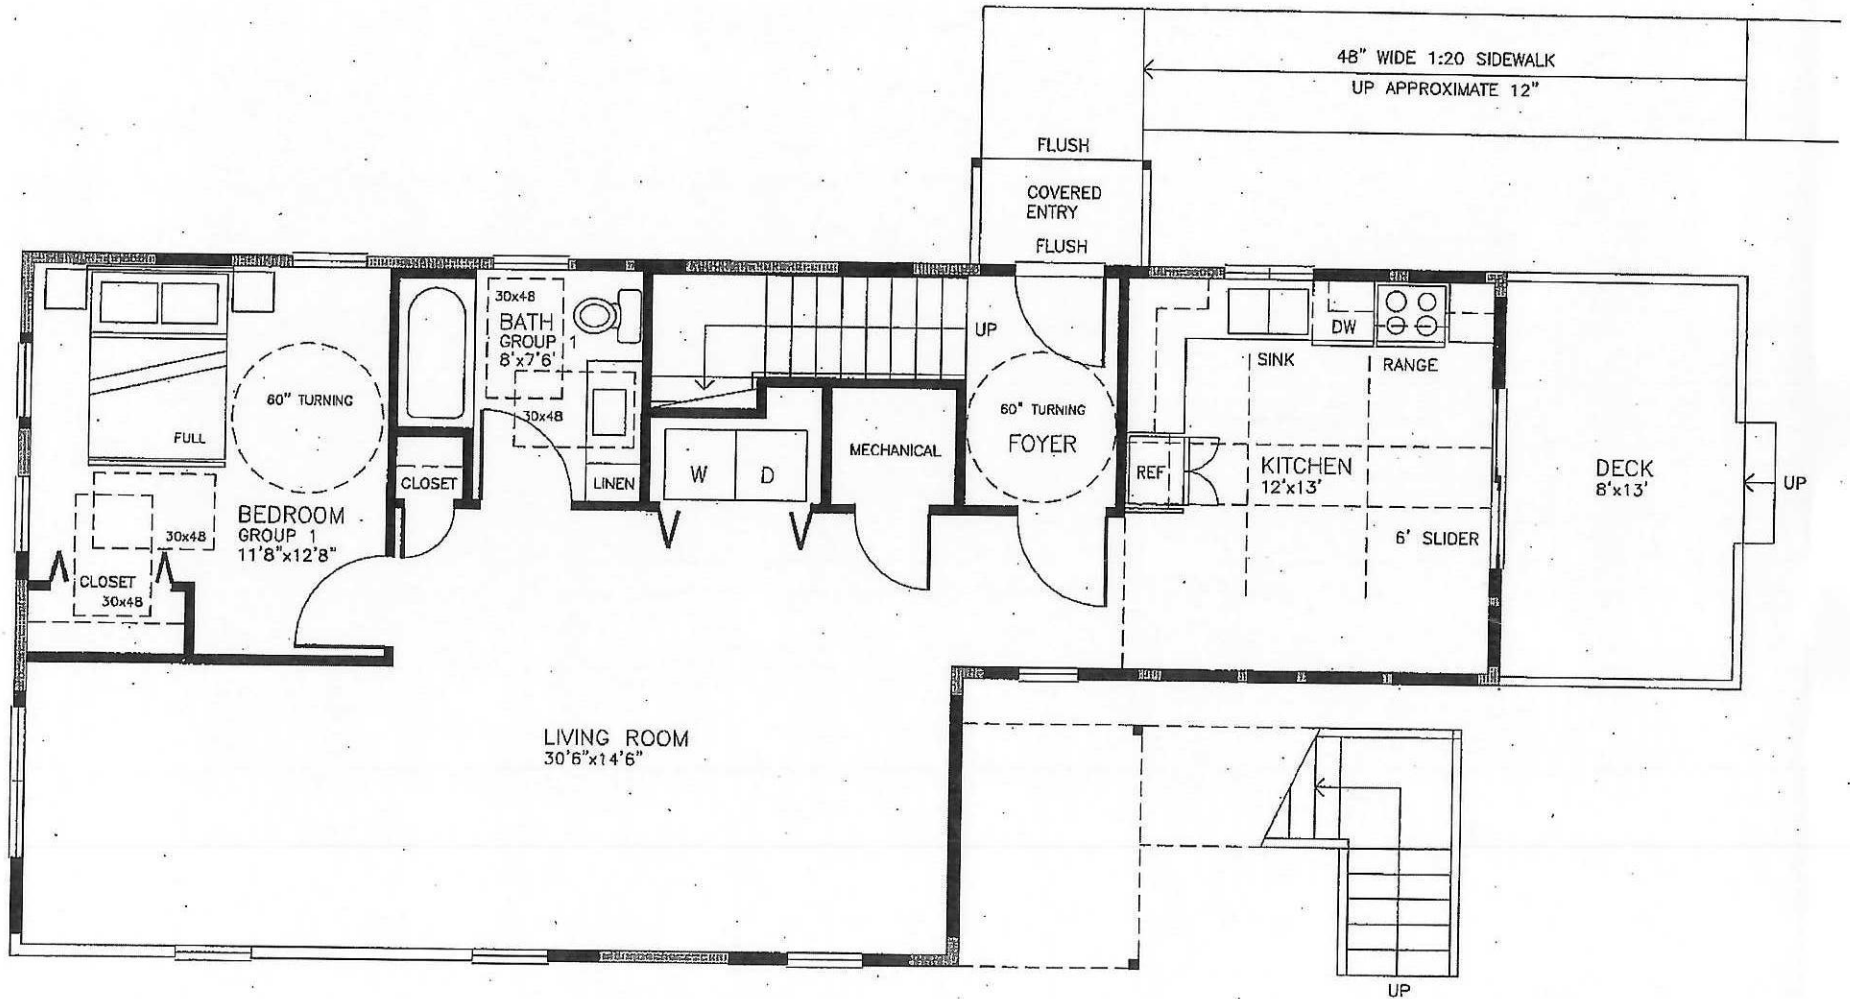 48" WIDE 1:20 SIDEWALK
UP APPROXIMATE 12"
FLUSH
COVERED
ENTRY
FLUSH
30x48
BATH
GROUP 1
8'x7'6'
30x48
UP
SINK
DW
RANGE
60" TURNING
FULL
60" TURNING
FOYER
MECHANICAL
W
D
LINEN
CLOSET
REF
KITCHEN
12'x13'
6' SLIDER
DECK
8'x13'
UP
BEDROOM
GROUP 1
11'8"x12'8"
30x48
CLOSET
30x48
LIVING ROOM
30'6"x14'6"
UP